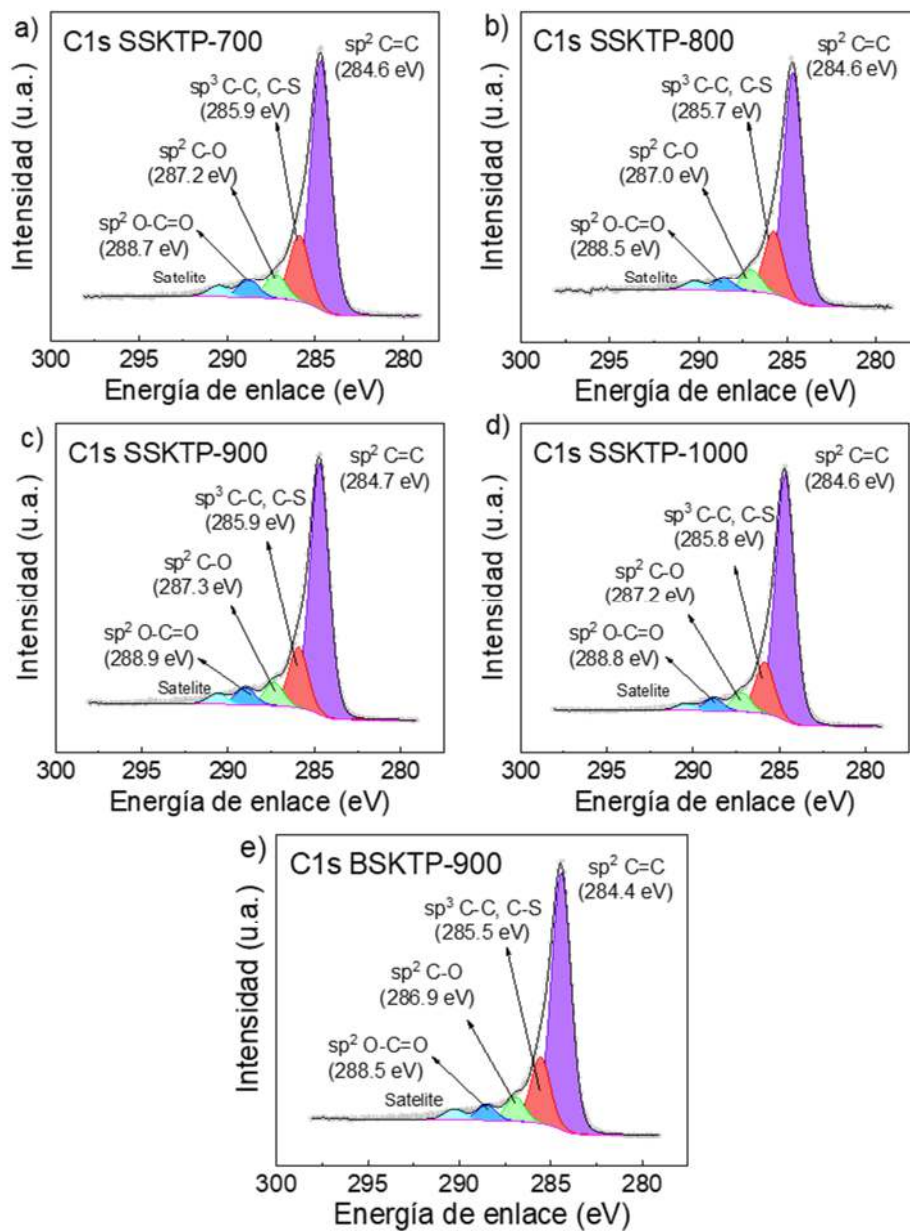 a)
C1s SSKTP-700
sp² C=C
(284.6 eV)
sp³ C-C, C-S
(285.9 eV)
sp² C-O
(287.2 eV)
sp² O-C=O
(288.7 eV)
Satelite
Intensidad (u.a.)
300 295 290 285 280
Energía de enlace (eV)
b)
C1s SSKTP-800
sp² C=C
(284.6 eV)
sp³ C-C, C-S
(285.7 eV)
sp² C-O
(287.0 eV)
sp² O-C=O
(288.5 eV)
Satelite
Intensidad (u.a.)
300 295 290 285 280
Energía de enlace (eV)
c)
C1s SSKTP-900
sp² C=C
(284.7 eV)
sp³ C-C, C-S
(285.9 eV)
sp² C-O
(287.3 eV)
sp² O-C=O
(288.9 eV)
Satelite
Intensidad (u.a.)
300 295 290 285 280
Energía de enlace (eV)
d)
C1s SSKTP-1000
sp² C=C
(284.6 eV)
sp³ C-C, C-S
(285.8 eV)
sp² C-O
(287.2 eV)
sp² O-C=O
(288.8 eV)
Satelite
Intensidad (u.a.)
300 295 290 285 280
Energía de enlace (eV)
e)
C1s BSKTP-900
sp² C=C
(284.4 eV)
sp³ C-C, C-S
(285.5 eV)
sp² C-O
(286.9 eV)
sp² O-C=O
(288.5 eV)
Satelite
Intensidad (u.a.)
300 295 290 285 280
Energía de enlace (eV)